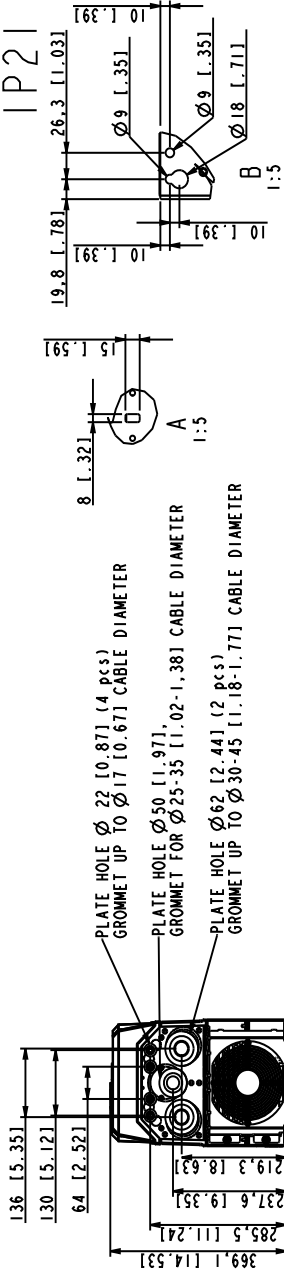 IP21
10 [.39]
26,3 [1.03]
19,8 [.78]
Ø9 [.35]
Ø9 [.35]
Ø18 [.71]
10 [.39]
10 [.39]
B
1:5
15 [.59]
8 [.32]
A
1:5
PLATE HOLE Ø 22 [0.87] (4 pcs)
GROMMET UP TO Ø17 [0.67] CABLE DIAMETER
PLATE HOLE Ø50 [1.97],
GROMMET FOR Ø25-35 [1.02-1,38] CABLE DIAMETER
PLATE HOLE Ø62 [2.44] (2 pcs)
GROMMET UP TO Ø30-45 [1.18-1.77] CABLE DIAMETER
136 [5.35]
130 [5.12]
64 [2.52]
219,3 [8.63]
237,6 [9.35]
285,5 [11.24]
369,1 [14.53]